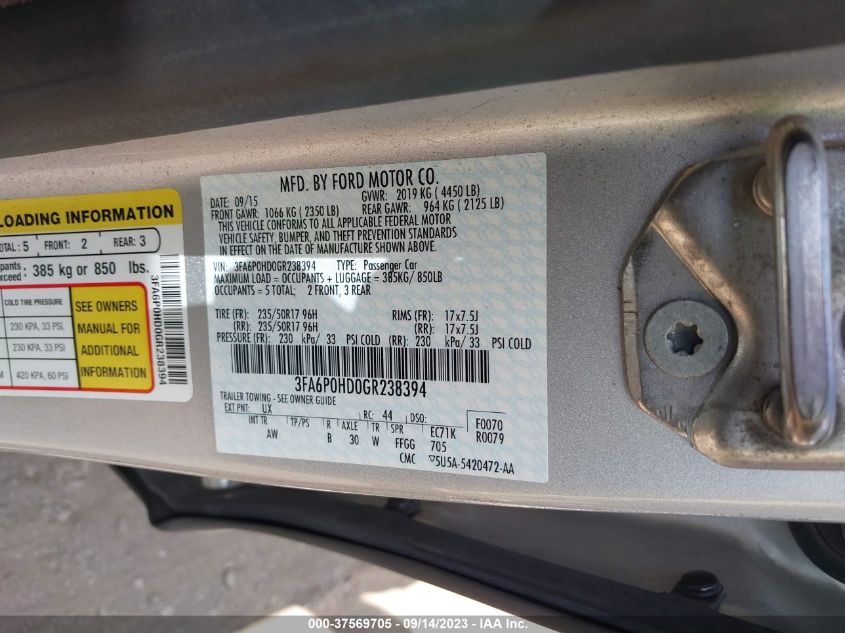 LOADING INFORMATION
TOTAL: 5 FRONT: 2 REAR: 3
385 kg or 850 lbs.
COLD TIRE PRESSURE
230 KPA, 33 PSI
230 KPA, 33 PSI
420 KPA, 60 PSI
SEE OWNERS
MANUAL FOR
ADDITIONAL
INFORMATION
3FA6P0HD0GR238394
MFD. BY FORD MOTOR CO.
DATE: 09/15 GVWR: 2019 KG ( 4450 LB)
FRONT GAWR: 1066 KG ( 2350 LB) REAR GAWR: 964 KG ( 2125 LB)
THIS VEHICLE CONFORMS TO ALL APPLICABLE FEDERAL MOTOR
VEHICLE SAFETY, BUMPER, AND THEFT PREVENTION STANDARDS
IN EFFECT ON THE DATE OF MANUFACTURE SHOWN ABOVE.
VIN: 3FA6P0HD0GR238394 TYPE: Passenger Car
MAXIMUM LOAD = OCCUPANTS + LUGGAGE = 385KG/ 850LB
OCCUPANTS = 5 TOTAL; 2 FRONT, 3 REAR
TIRE (FR): 235/50R17 96H RIMS (FR): 17x7.5J
(RR): 235/50R17 96H (RR): 17x7.5J
PRESSURE (FR): 230 kPa/ 33 PSI COLD (RR): 230 kPa/ 33 PSI COLD
3FA6P0HD0GR238394
TRAILER TOWING - SEE OWNER GUIDE
EXT PNT: UX RC: 44 DSO: F0070
INT TR TP/PS R AXLE TR SPR EC71K R0079
AW B 30 W FFGG 705
CMC ▽5U5A-5420472-AA
000-37569705 - 09/14/2023 - IAA Inc.